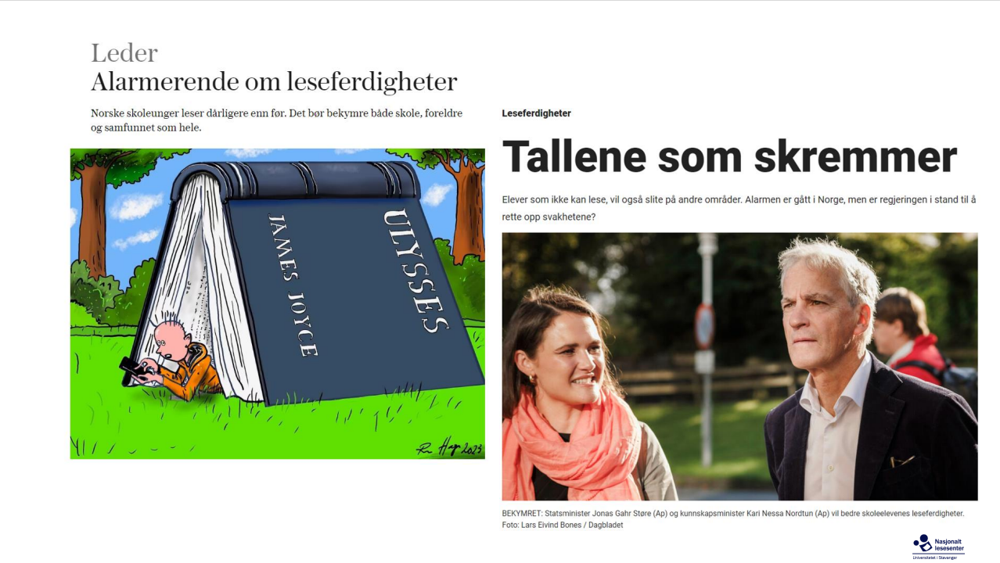 Leder
Alarmerende om leseferdigheter
Norske skoleunger leser dårligere enn før. Det bør bekymre både skole, foreldre
og samfunnet som hele.
JAMES JOYCE
ULYSSES
2023
Leseferdigheter
Tallene som skremmer
Elever som ikke kan lese, vil også slite på andre områder. Alarmen er gått i Norge, men er regjeringen i stand til å
rette opp svakhetene?
BEKYMRET: Statsminister Jonas Gahr Støre (Ap) og kunnskapsminister Kari Nessa Nordtun (Ap) vil bedre skoleelevenes leseferdigheter.
Foto: Lars Eivind Bones / Dagbladet
Nasjonalt
lesesenter
Universitetet i Stavanger